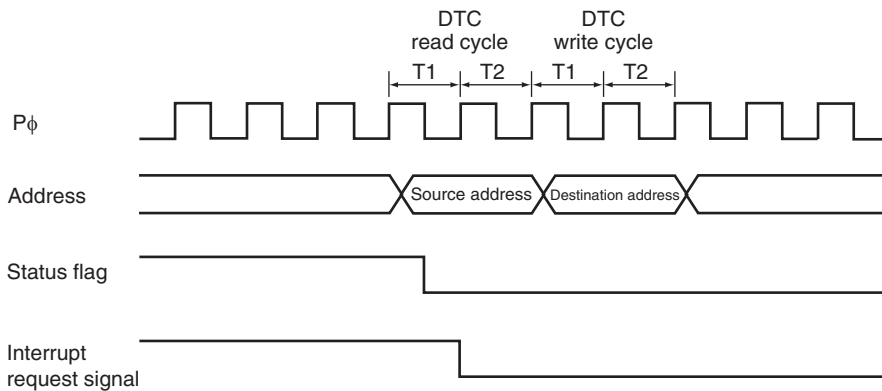 DTC
read cycle
DTC
write cycle
T1 T2 T1 T2
Pϕ
Address
Source address
Destination address
Status flag
Interrupt
request signal